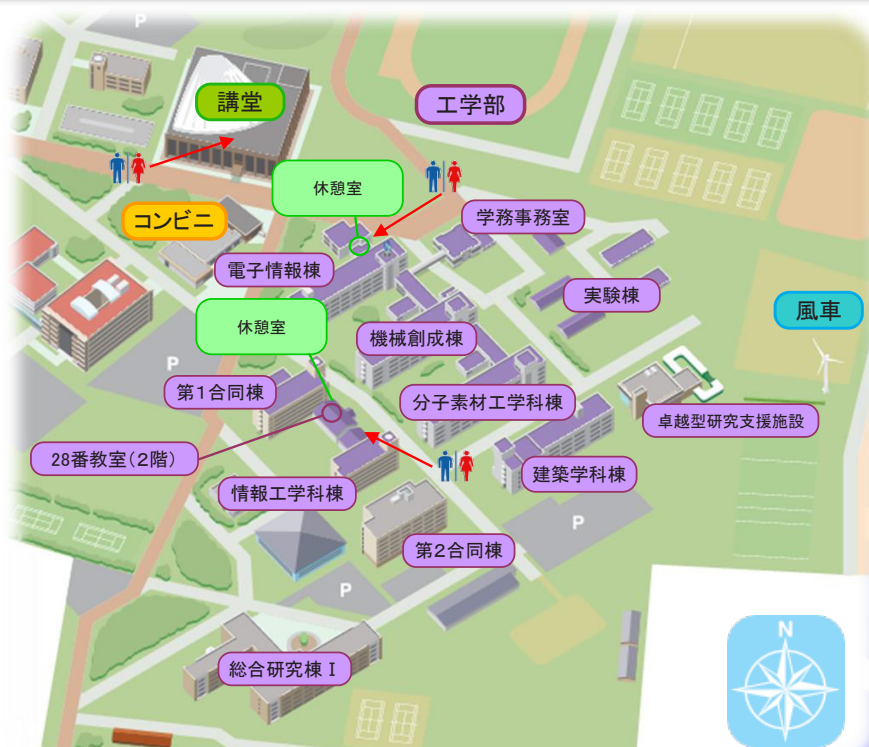 P
講堂
工学部
休憩室
コンビニ
学務事務室
電子情報棟
実験棟
風車
休憩室
機械創成棟
P
第1合同棟
分子素材工学科棟
卓越型研究支援施設
28番教室(2階)
建築学科棟
情報工学科棟
P
第2合同棟
P
N
総合研究棟Ⅰ